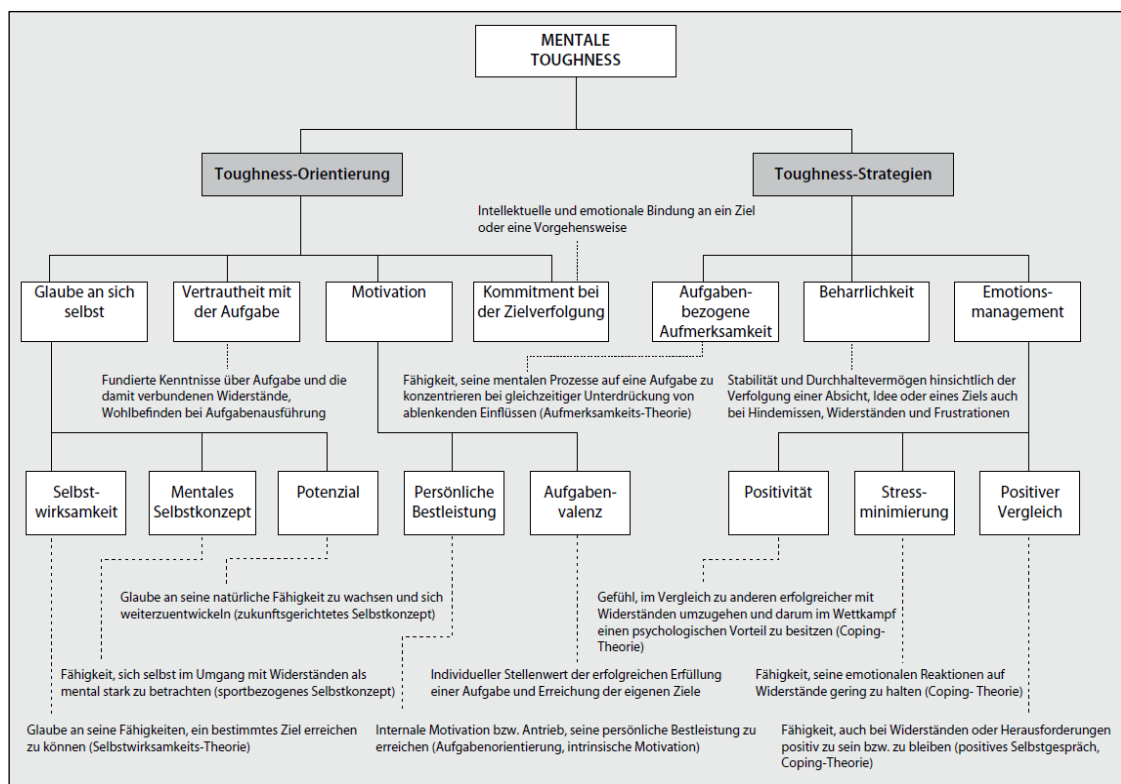 MENTALE
TOUGHNESS
Toughness-Orientierung
Toughness-Strategien
Intellektuelle und emotionale Bindung an ein Ziel
oder eine Vorgehensweise
Glaube an sich
selbst
Vertrautheit mit
der Aufgabe
Motivation
Kommitment bei
der Zielverfolgung
Aufgaben-
bezogene
Aufmerksamkeit
Beharrlichkeit
Emotions-
management
Fundierte Kenntnisse über Aufgabe und die
damit verbundenen Widerstände,
Wohlbefinden bei Aufgabenausführung
Fähigkeit, seine mentalen Prozesse auf eine Aufgabe zu
konzentrieren bei gleichzeitiger Unterdrückung von
ablenkenden Einflüssen (Aufmerksamkeits-Theorie)
Stabilität und Durchhaltevermögen hinsichtlich der
Verfolgung einer Absicht, Idee oder eines Ziels auch
bei Hindemissen, Widerständen und Frustrationen
Selbst-
wirksamkeit
Mentales
Selbstkonzept
Potenzial
Persönliche
Bestleistung
Aufgaben-
valenz
Positivität
Stress-
minimierung
Positiver
Vergleich
Glaube an seine natürliche Fähigkeit zu wachsen und sich
weiterzuentwickeln (zukunftsgerichtetes Selbstkonzept)
Gefühl, im Vergleich zu anderen erfolgreicher mit
Widerständen umzugehen und darum im Wettkampf
einen psychologischen Vorteil zu besitzen (Coping-
Theorie)
Fähigkeit, sich selbst im Umgang mit Widerständen als
mental stark zu betrachten (sportbezogenes Selbstkonzept)
Individueller Stellenwert der erfolgreichen Erfüllung
einer Aufgabe und Erreichung der eigenen Ziele
Fähigkeit, seine emotionalen Reaktionen auf
Widerstände gering zu halten (Coping- Theorie)
Glaube an seine Fähigkeiten, ein bestimmtes Ziel erreichen
zu können (Selbstwirksamkeits-Theorie)
Internale Motivation bzw. Antrieb, seine persönliche Bestleistung zu
erreichen (Aufgabenorientierung, intrinsische Motivation)
Fähigkeit, auch bei Widerständen oder Herausforderungen
positiv zu sein bzw. zu bleiben (positives Selbstgespräch,
Coping-Theorie)